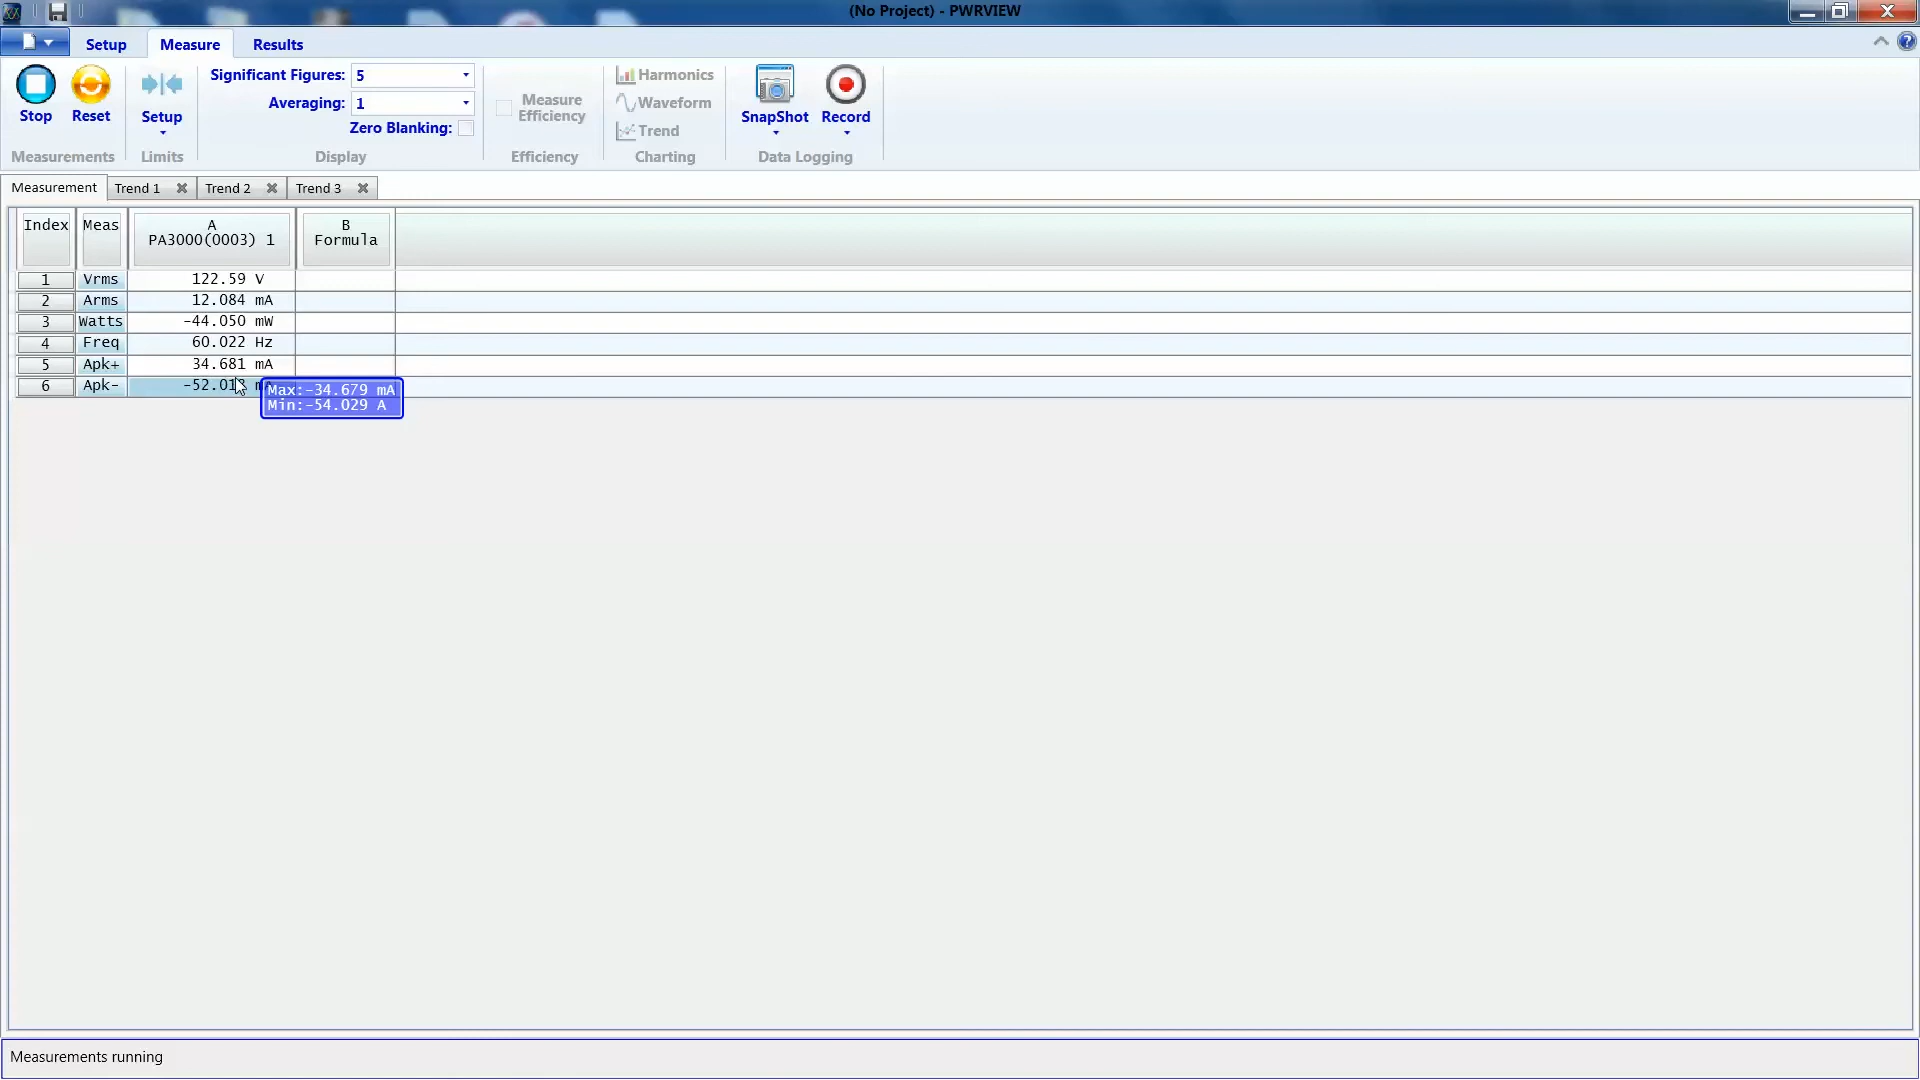 (No Project) - PWRVIEW
Setup Measure Results
Stop
Reset
Measurements
Setup
Limits
Significant Figures: 5
Averaging: 1
Zero Blanking:
Display
Measure
Efficiency
Efficiency
Harmonics
Waveform
Trend
Charting
SnapShot
Record
Data Logging
Measurement Trend 1 Trend 2 Trend 3
Index Meas A B
PA3000(0003) 1 Formula
1 Vrms 122.59 V
2 Arms 12.084 mA
3 Watts -44.050 mW
4 Freq 60.022 Hz
5 Apk+ 34.681 mA
6 Apk-
Max:-34.679 mA
Min:-54.029 A
Measurements running